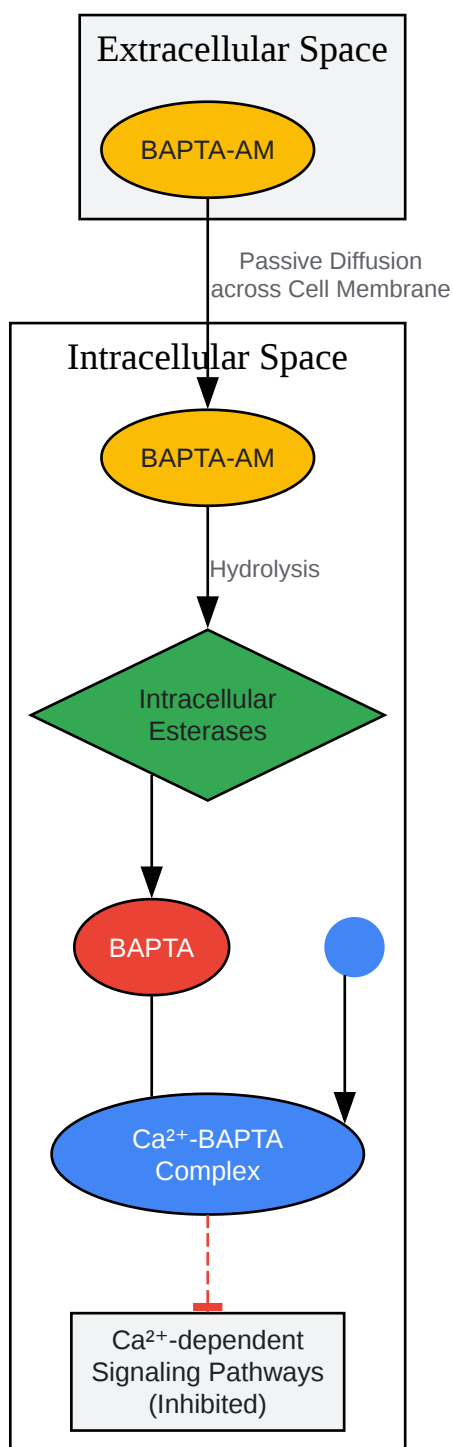 Extracellular Space
BAPTA-AM
Passive Diffusion
across Cell Membrane
Intracellular Space
BAPTA-AM
Hydrolysis
Intracellular
Esterases
BAPTA
Ca²⁺-BAPTA
Complex
Ca²⁺-dependent
Signaling Pathways
(Inhibited)